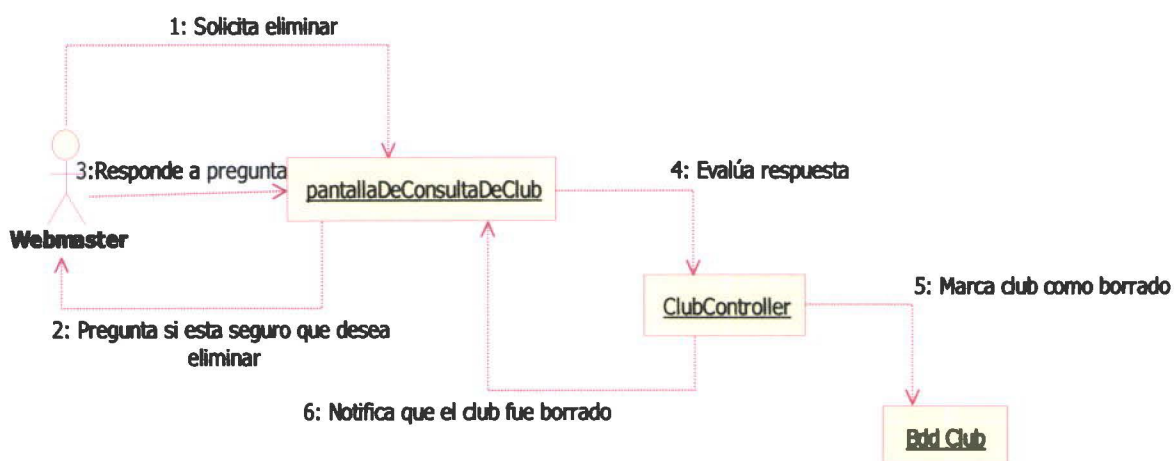 1: Solicita eliminar
3:Responde a pregunta
pantallaDeConsultaDeClub
4: Evalúa respuesta
Webmaster
ClubController
5: Marca club como borrado
2: Pregunta si esta seguro que desea
eliminar
6: Notifica que el club fue borrado
Bdd Club